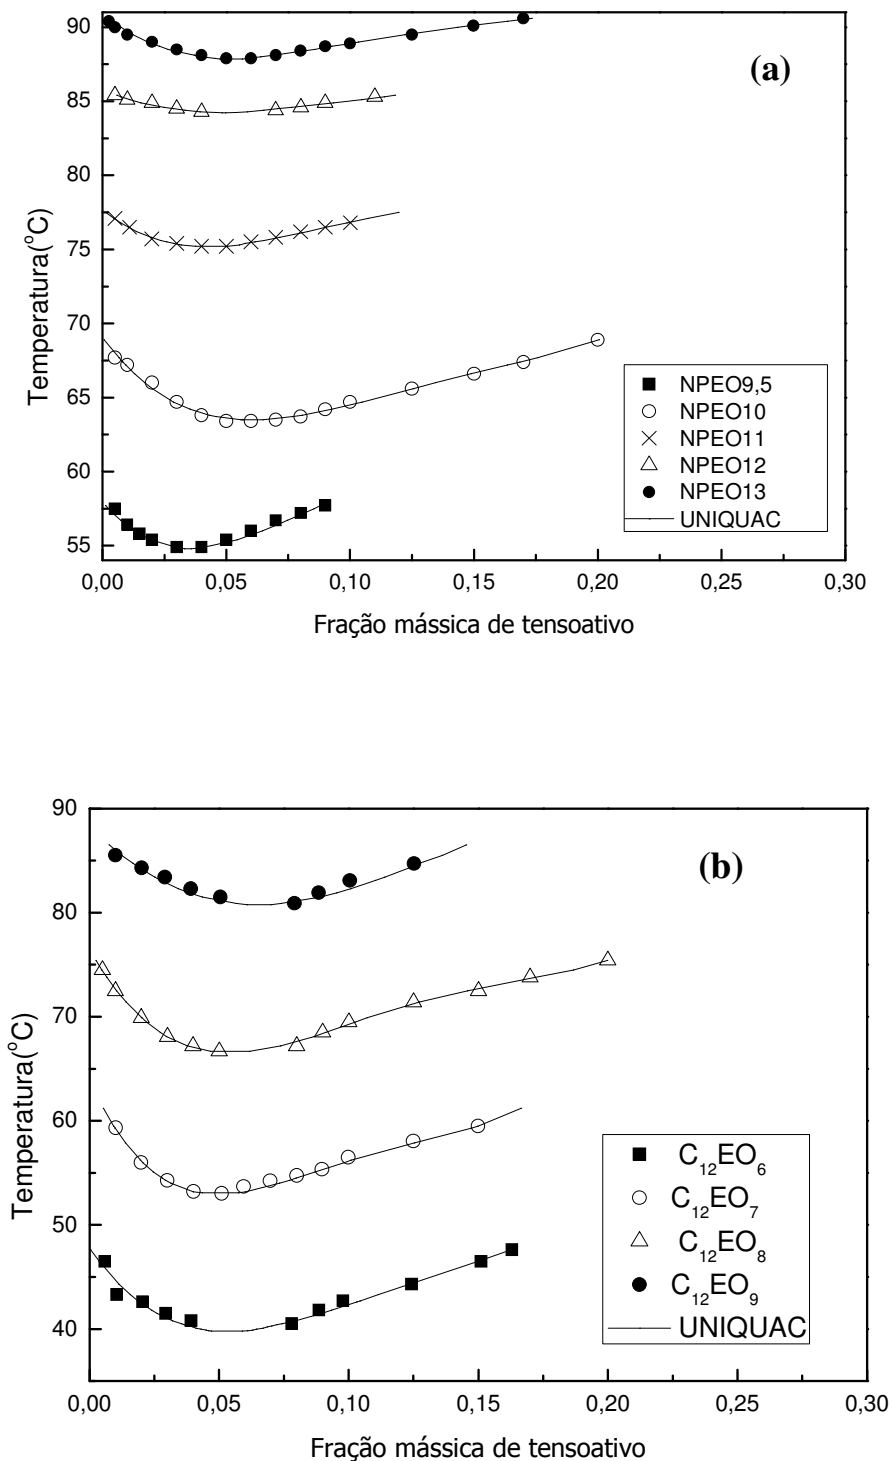 90
85
80
75
70
65
60
55
Temperatura(°C)
(a)
NPEO9,5
NPEO10
NPEO11
NPEO12
NPEO13
UNIQUAC
0,00 0,05 0,10 0,15 0,20 0,25 0,30
Fração mássica de tensoativo
90
80
70
60
50
40
Temperatura(°C)
(b)
C₁₂EO₆
C₁₂EO₇
C₁₂EO₈
C₁₂EO₉
UNIQUAC
0,00 0,05 0,10 0,15 0,20 0,25 0,30
Fração mássica de tensoativo